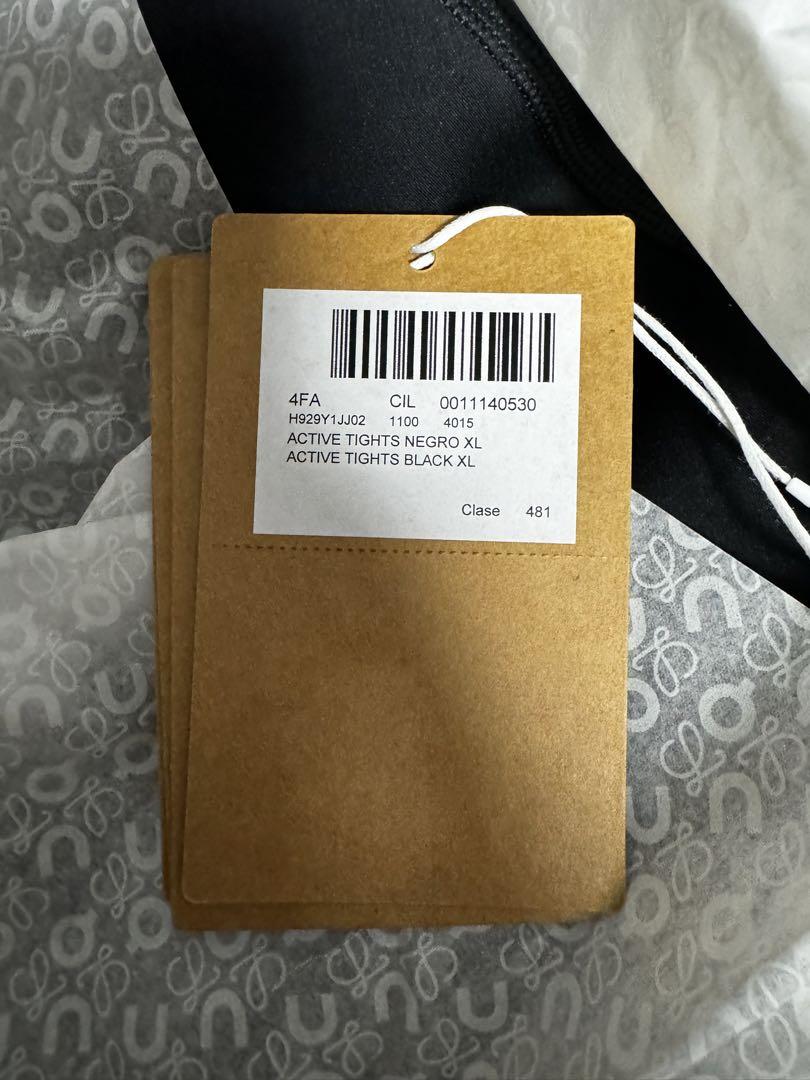 4FA CIL 0011140530
H929Y1JJ02 1100 4015
ACTIVE TIGHTS NEGRO XL
ACTIVE TIGHTS BLACK XL
Clase 481